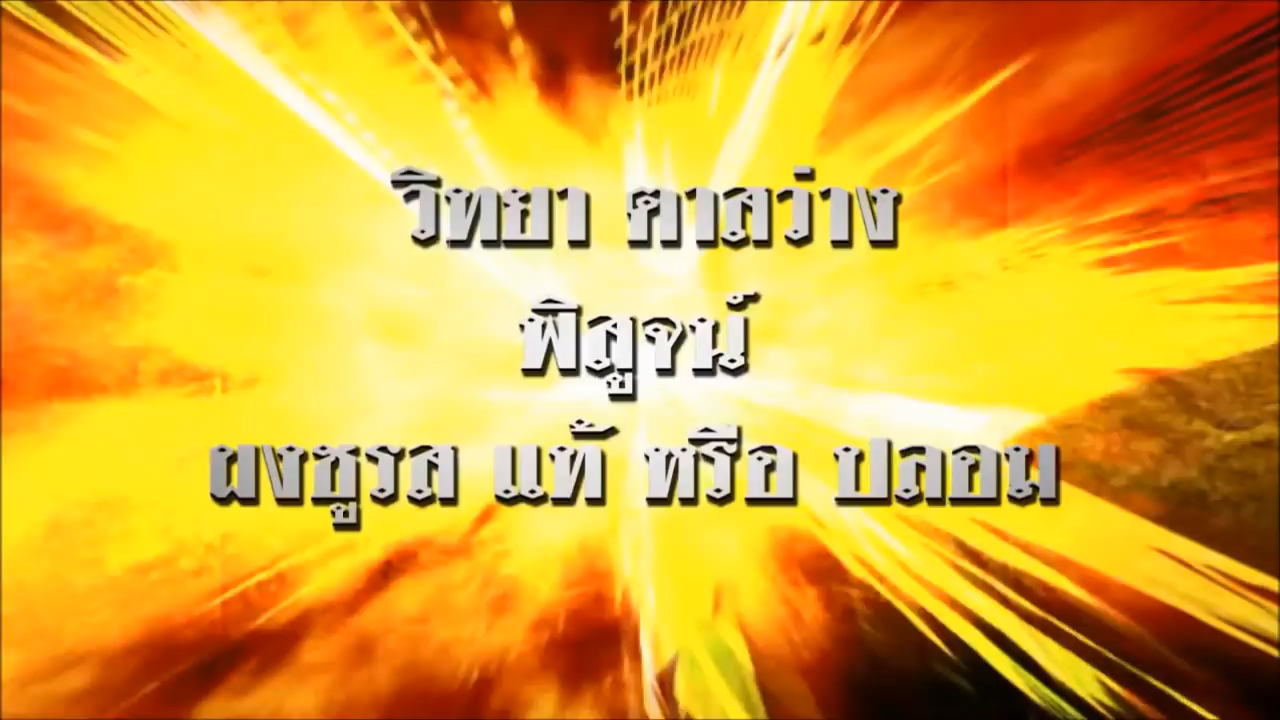 วิทยา ตาสว่าง
พิสูจน์
ผงชูรส แท้ หรือ ปลอม